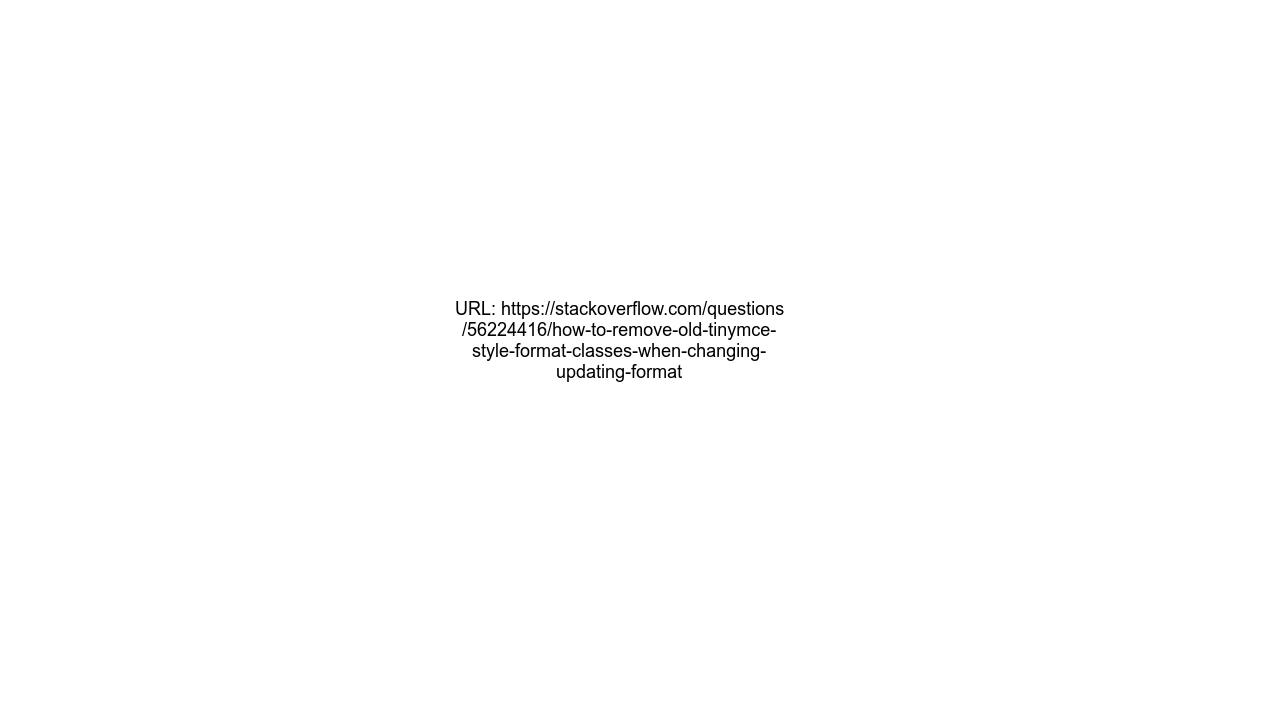 URL: https://stackoverflow.com/questions
/56224416/how-to-remove-old-tinymce-
style-format-classes-when-changing-
updating-format